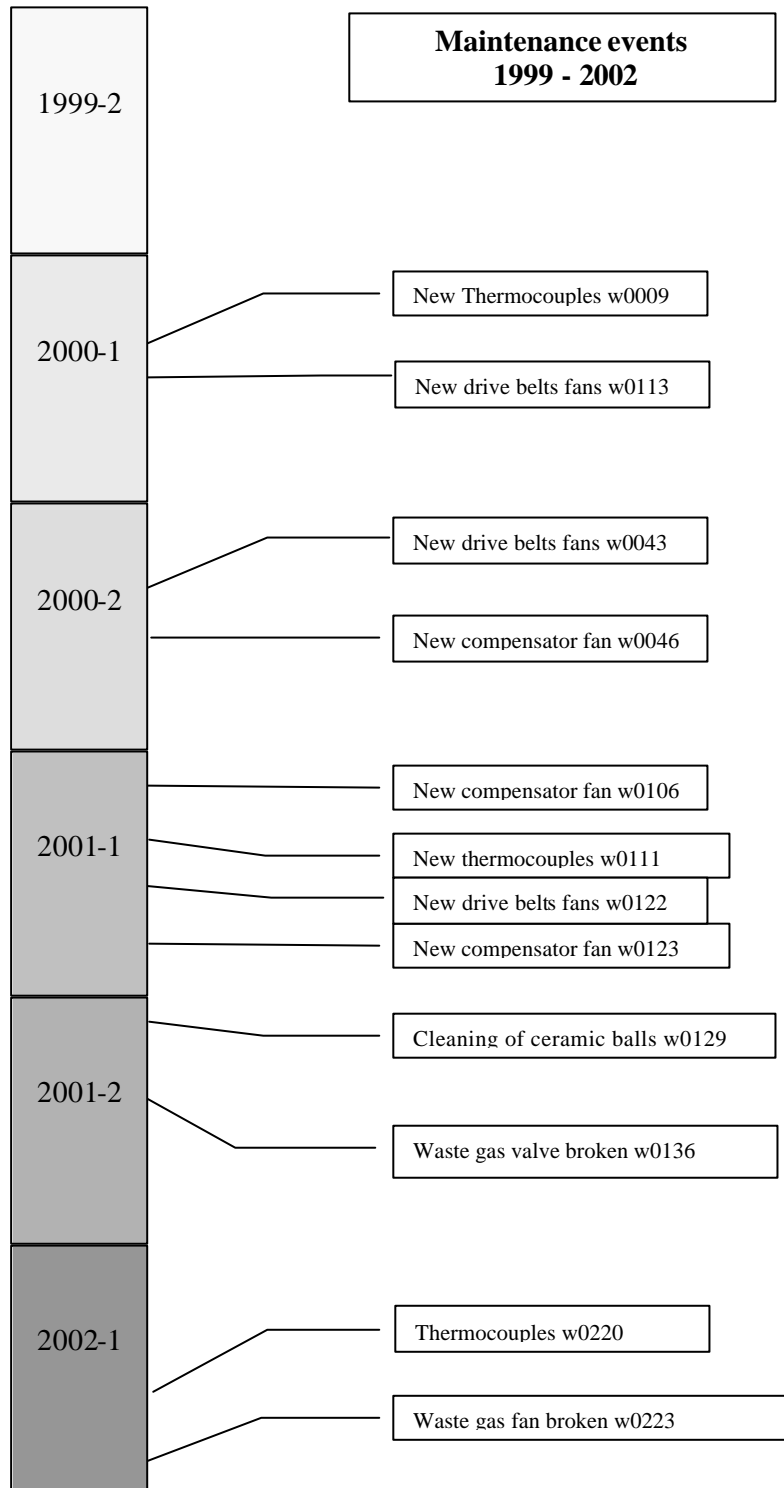 Maintenance events
1999 - 2002
1999-2
New Thermocouples w0009
2000-1
New drive belts fans w0113
New drive belts fans w0043
2000-2
New compensator fan w0046
New compensator fan w0106
2001-1
New thermocouples w0111
New drive belts fans w0122
New compensator fan w0123
Cleaning of ceramic balls w0129
2001-2
Waste gas valve broken w0136
Thermocouples w0220
2002-1
Waste gas fan broken w0223